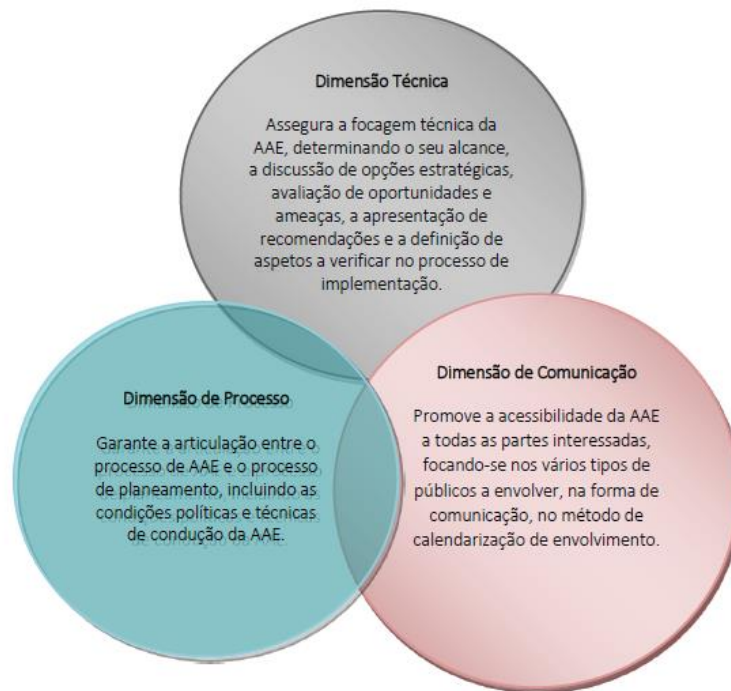 Dimensão Técnica
Assegura a focagem técnica da
AAE, determinando o seu alcance,
a discussão de opções estratégicas,
avaliação de oportunidades e
ameaças, a apresentação de
recomendações e a definição de
aspetos a verificar no processo de
implementação.
Dimensão de Processo
Garante a articulação entre o
processo de AAE e o processo
de planeamento, incluindo as
condições políticas e técnicas
de condução da AAE.
Dimensão de Comunicação
Promove a acessibilidade da AAE
a todas as partes interessadas,
focando-se nos vários tipos de
públicos a envolver, na forma de
comunicação, no método de
calendarização de envolvimento.